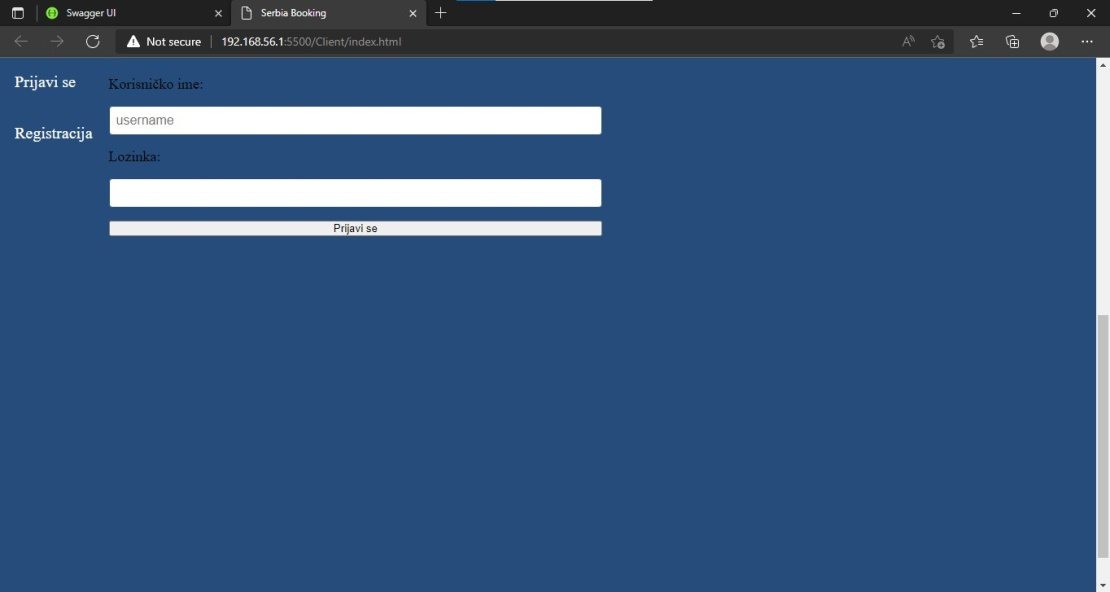 Swagger UI
Serbia Booking
Not secure
192.168.56.1:5500/Client/index.html
Prijavi se
Registracija
Korisničko ime:
username
Lozinka:
Prijavi se